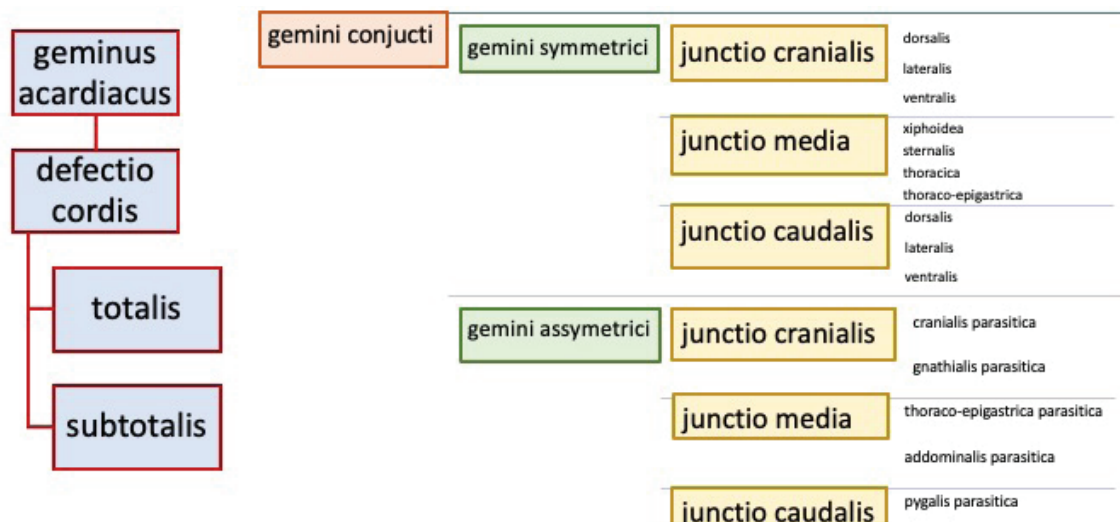 geminus
acardiacus
defectio
cordis
totalis
subtotalis
gemini conjucti
gemini symmetrici
junctio cranialis
dorsalis
lateralis
ventralis
junctio media
xiphoidea
sternalis
thoracica
thoraco-epigastrica
junctio caudalis
dorsalis
lateralis
ventralis
gemini assymetrici
junctio cranialis
cranialis parasitica
gnathialis parasitica
junctio media
thoraco-epigastrica parasitica
addominalis parasitica
junctio caudalis
pygalis parasitica